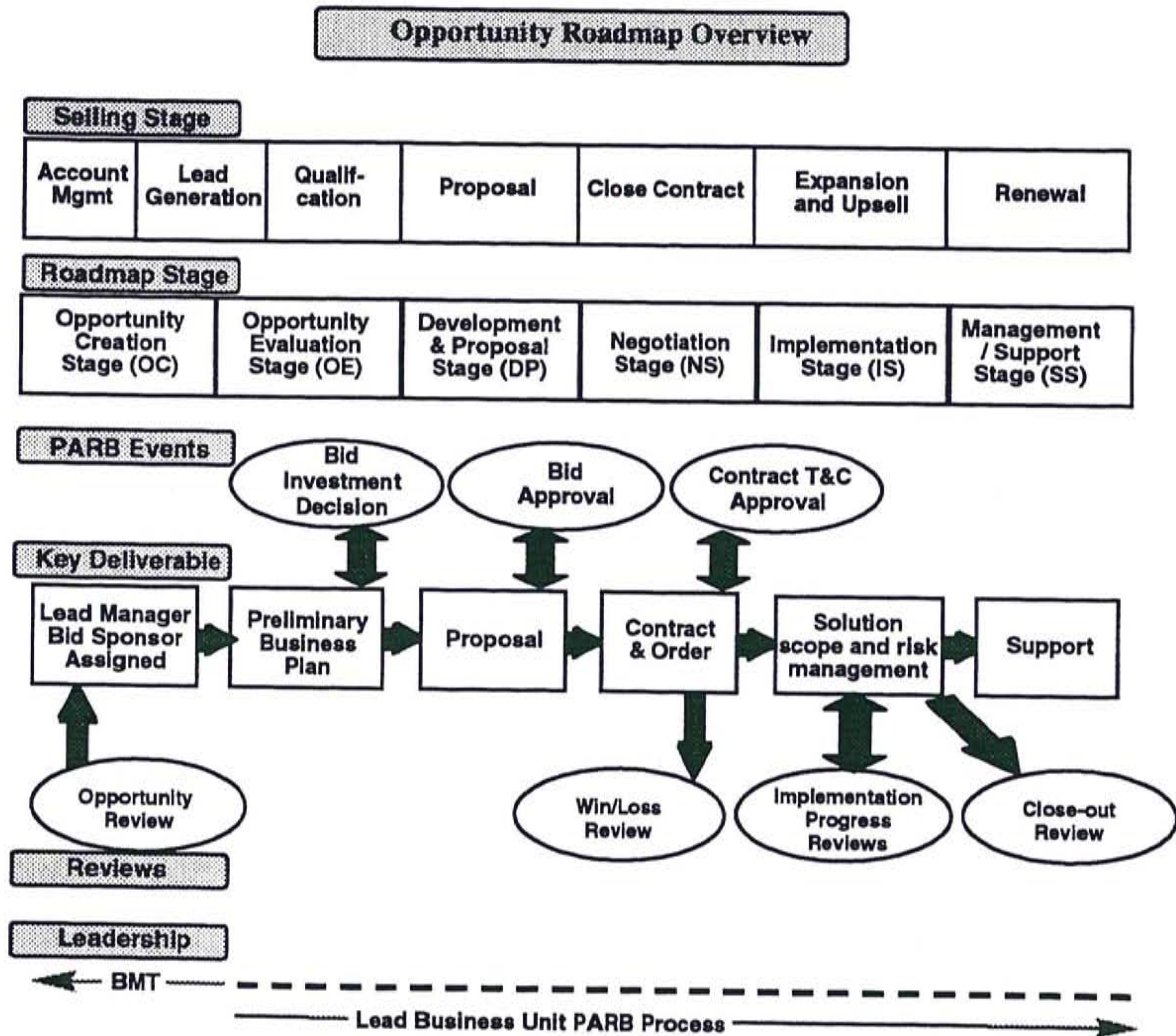 Opportunity Roadmap Overview
Selling Stage
Account
Mgmt
Lead
Generation
Qualif-
cation
Proposal
Close Contract
Expansion
and Upsell
Renewal
Roadmap Stage
Opportunity
Creation
Stage (OC)
Opportunity
Evaluation
Stage (OE)
Development
& Proposal
Stage (DP)
Negotiation
Stage (NS)
Implementation
Stage (IS)
Management
/ Support
Stage (SS)
PARB Events
Bid
Investment
Decision
Bid
Approval
Contract T&C
Approval
Key Deliverable
Lead Manager
Bid Sponsor
Assigned
Preliminary
Business
Plan
Proposal
Contract
& Order
Solution
scope and risk
management
Support
Opportunity
Review
Win/Loss
Review
Implementation
Progress
Reviews
Close-out
Review
Reviews
Leadership
BMT
Lead Business Unit PARB Process